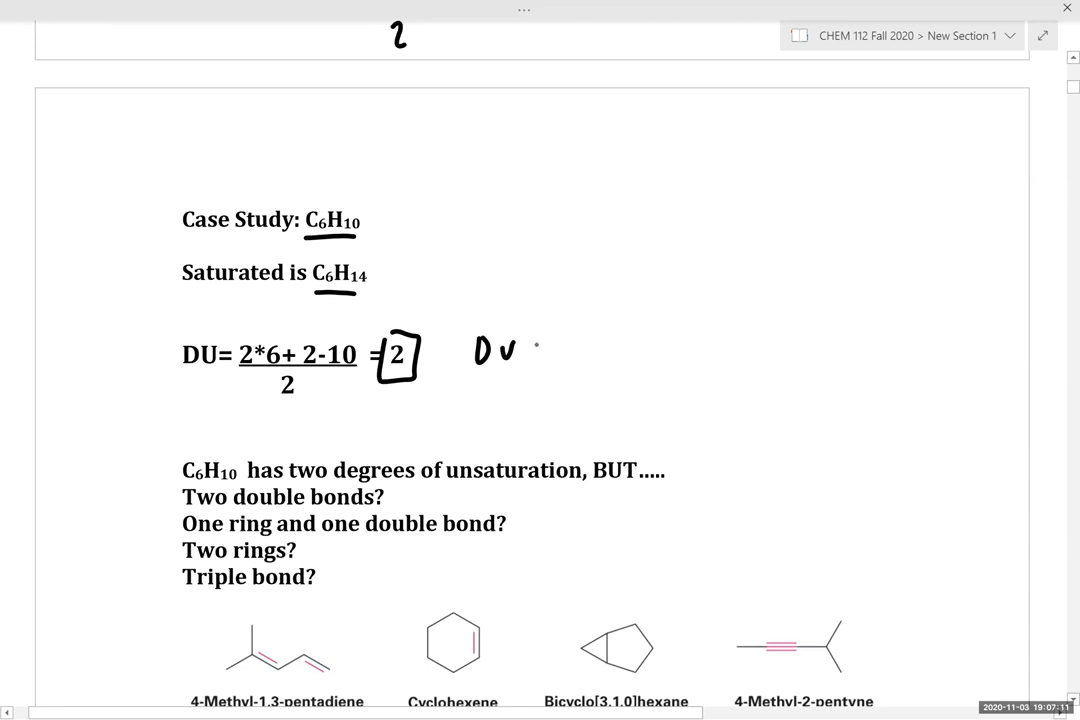 ...
2
CHEM 112 Fall 2020 > New Section 1
Case Study: C₆H₁₀
Saturated is C₆H₁₄
DU= 2*6+ 2-10 = 2
2
DU
C₆H₁₀ has two degrees of unsaturation, BUT.....
Two double bonds?
One ring and one double bond?
Two rings?
Triple bond?
4-Methyl-1,3-pentadiene Cyclohexene Bicyclo[3.1.0]hexane 4-Methyl-2-pentyne
2020-11-03 19:07:11